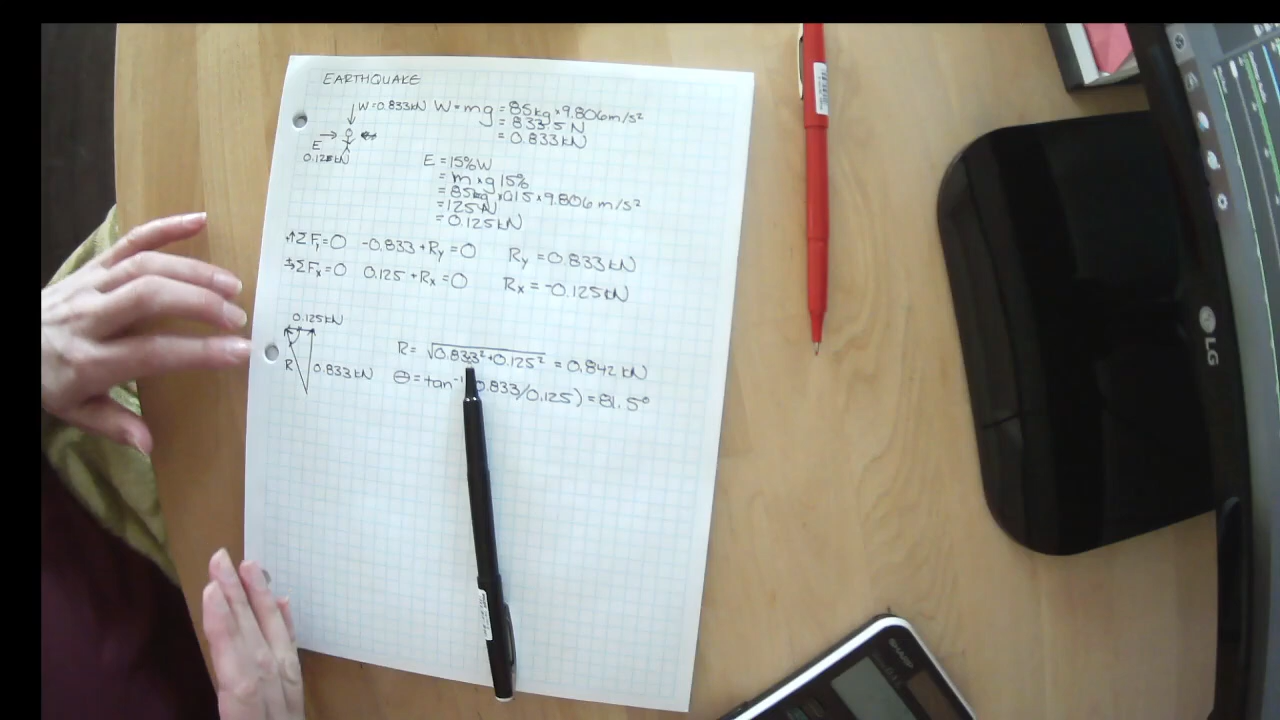 EARTHQUAKE
W=0.833kN W=mg = 85kg×9.806m/s²
= 833.5 N
= 0.833kN
E
0.125kN
E = 15%W
= m×g 15%
= 85kg×0.15×9.806 m/s²
= 125 N
= 0.125kN
+↑ΣFy=0 -0.833+Ry=0 Ry=0.833kN
ΣFx=0 0.125+Rx=0 Rx=-0.125kN
0.125kN
R 0.833kN
R= √0.833²+0.125² = 0.842 kN
θ=tan⁻¹(0.833/0.125)=81.5°
LG
SHARP